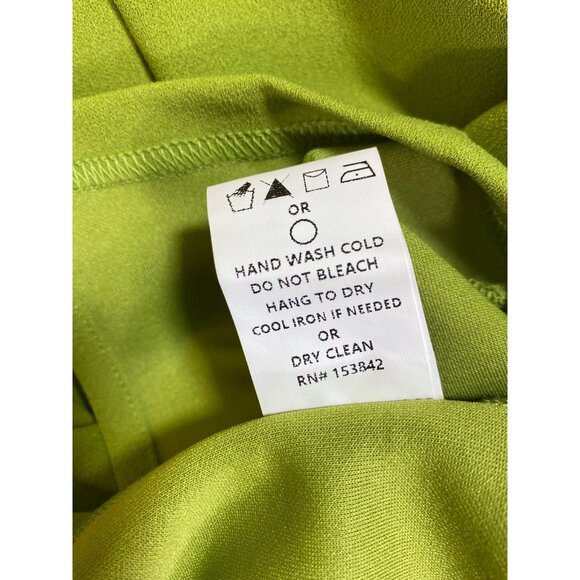 OR
HAND WASH COLD
DO NOT BLEACH
HANG TO DRY
COOL IRON IF NEEDED
OR
DRY CLEAN
RN# 153842